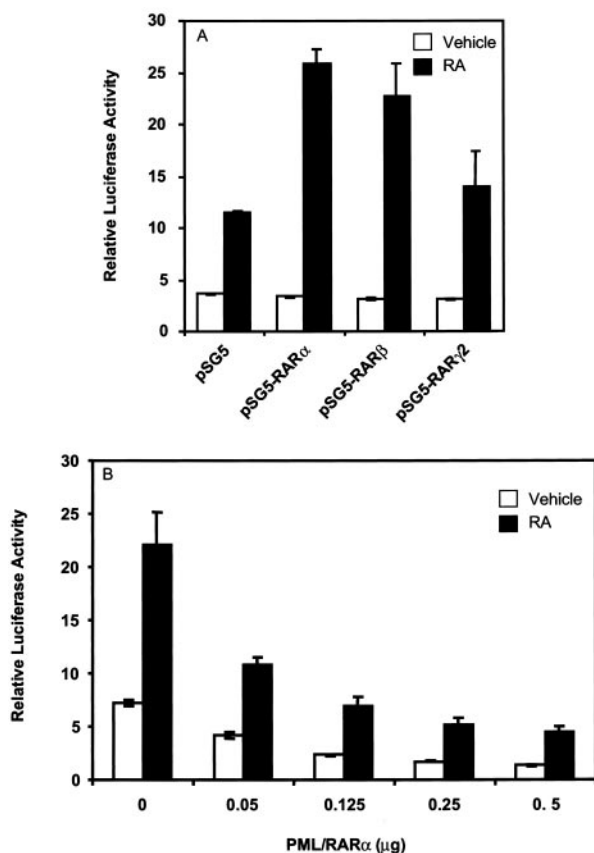 A
Vehicle
RA
Relative Luciferase Activity
30
25
20
15
10
5
0
pSG5
pSG5-RARα
pSG5-RARβ
pSG5-RARγ2
B
Vehicle
RA
Relative Luciferase Activity
30
25
20
15
10
5
0
0 0.05 0.125 0.25 0. 5
PML/RARα (μg)